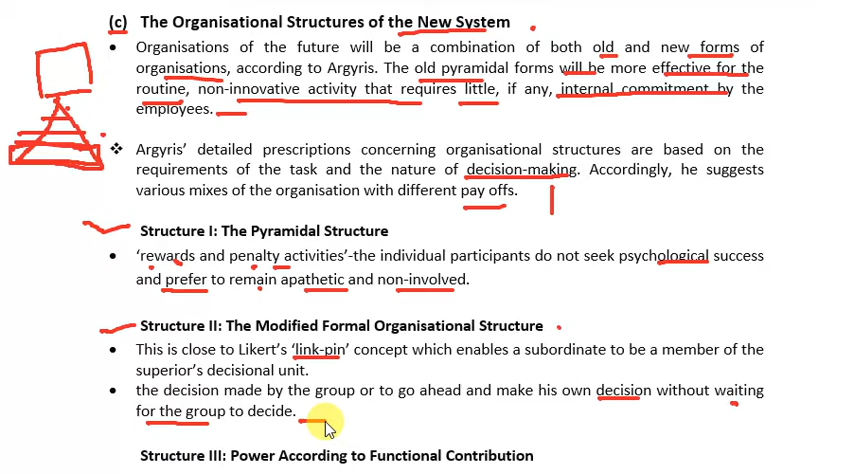 (c) The Organisational Structures of the New System
• Organisations of the future will be a combination of both old and new forms of
organisations, according to Argyris. The old pyramidal forms will be more effective for the
routine, non-innovative activity that requires little, if any, internal commitment by the
employees.
❖ Argyris’ detailed prescriptions concerning organisational structures are based on the
requirements of the task and the nature of decision-making. Accordingly, he suggests
various mixes of the organisation with different pay offs.
Structure I: The Pyramidal Structure
• ‘rewards and penalty activities’-the individual participants do not seek psychological success
and prefer to remain apathetic and non-involved.
Structure II: The Modified Formal Organisational Structure
• This is close to Likert’s ‘link-pin’ concept which enables a subordinate to be a member of the
superior’s decisional unit.
• the decision made by the group or to go ahead and make his own decision without waiting
for the group to decide.
Structure III: Power According to Functional Contribution